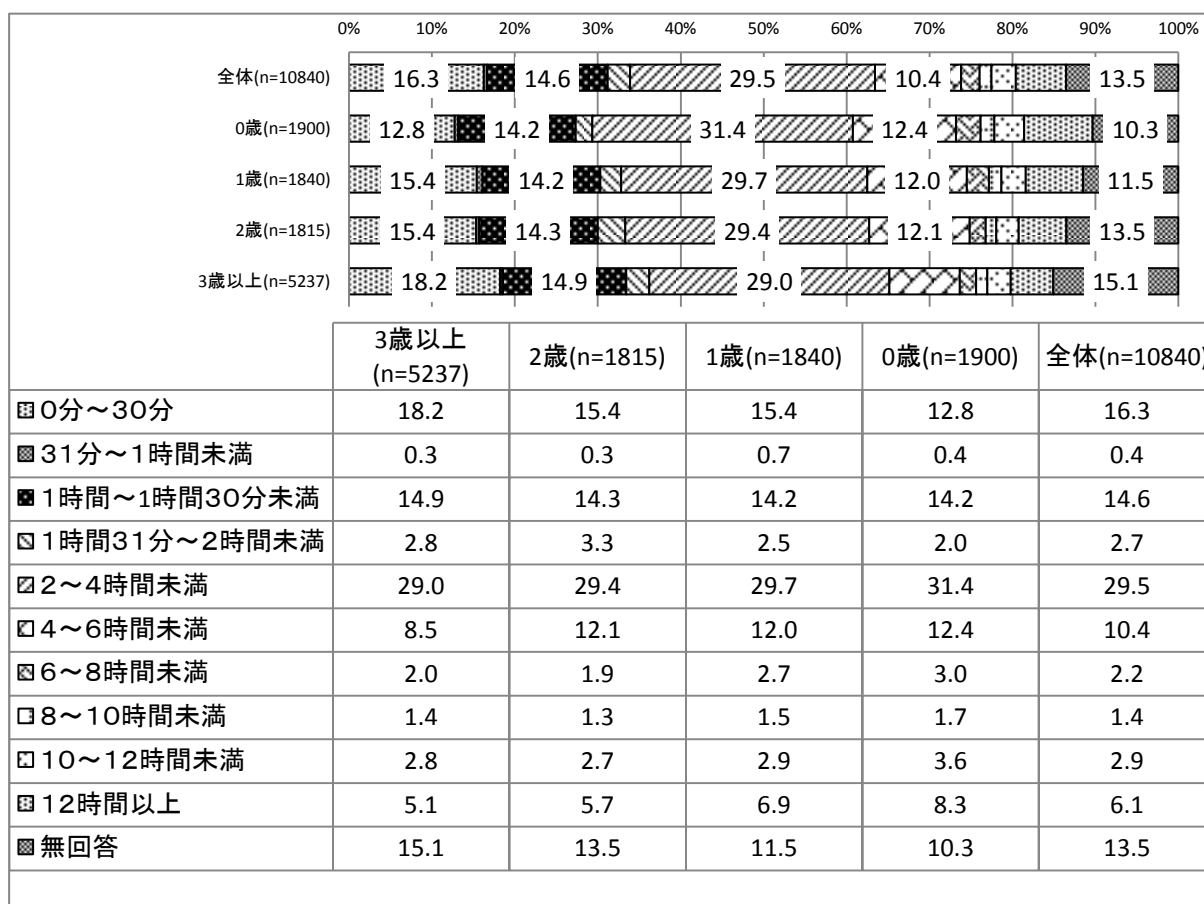 0% 10% 20% 30% 40% 50% 60% 70% 80% 90% 100%
全体(n=10840) 16.3 14.6 29.5 10.4 13.5
0歳(n=1900) 12.8 14.2 31.4 12.4 10.3
1歳(n=1840) 15.4 14.2 29.7 12.0 11.5
2歳(n=1815) 15.4 14.3 29.4 12.1 13.5
3歳以上(n=5237) 18.2 14.9 29.0 15.1
3歳以上
(n=5237) 2歳(n=1815) 1歳(n=1840) 0歳(n=1900) 全体(n=10840)
0分～30分 18.2 15.4 15.4 12.8 16.3
31分～1時間未満 0.3 0.3 0.7 0.4 0.4
1時間～1時間30分未満 14.9 14.3 14.2 14.2 14.6
1時間31分～2時間未満 2.8 3.3 2.5 2.0 2.7
2～4時間未満 29.0 29.4 29.7 31.4 29.5
4～6時間未満 8.5 12.1 12.0 12.4 10.4
6～8時間未満 2.0 1.9 2.7 3.0 2.2
8～10時間未満 1.4 1.3 1.5 1.7 1.4
10～12時間未満 2.8 2.7 2.9 3.6 2.9
12時間以上 5.1 5.7 6.9 8.3 6.1
無回答 15.1 13.5 11.5 10.3 13.5